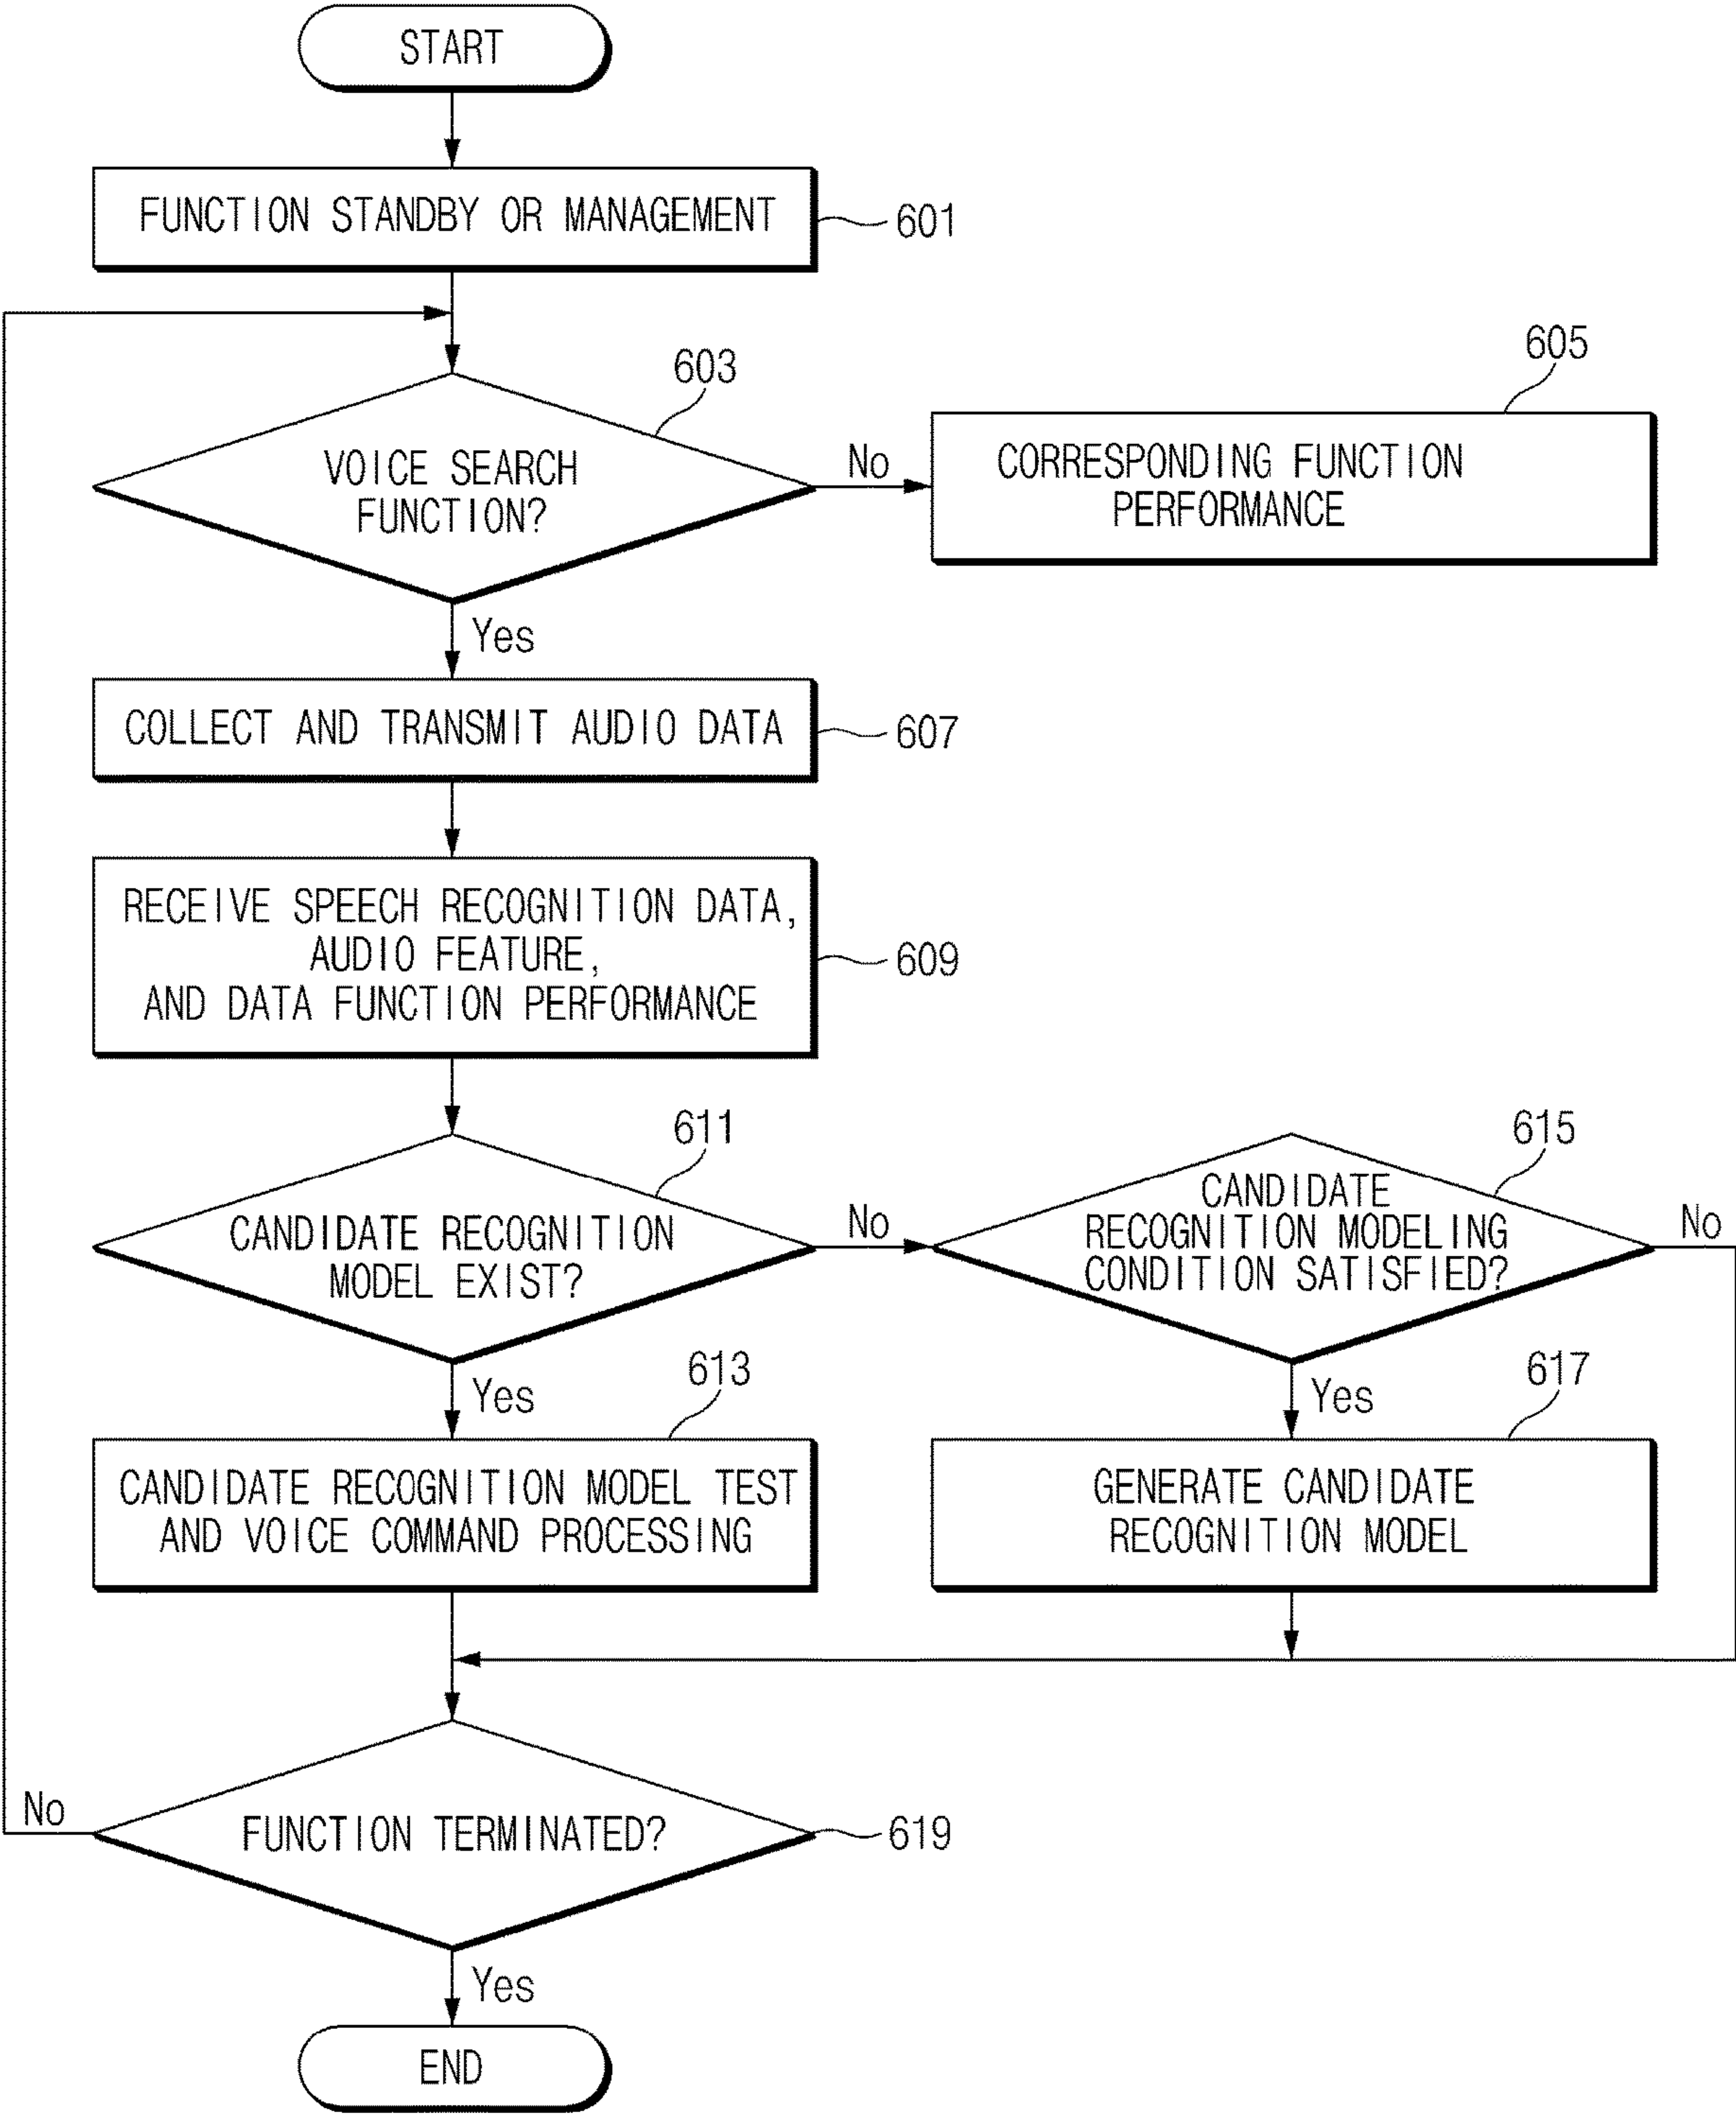 START
FUNCTION STANDBY OR MANAGEMENT
601
603
605
VOICE SEARCH
FUNCTION?
No
CORRESPONDING FUNCTION
PERFORMANCE
Yes
COLLECT AND TRANSMIT AUDIO DATA
607
RECEIVE SPEECH RECOGNITION DATA,
AUDIO FEATURE,
AND DATA FUNCTION PERFORMANCE
609
611
615
CANDIDATE RECOGNITION
MODEL EXIST?
No
CANDIDATE
RECOGNITION MODELING
CONDITION SATISFIED?
No
Yes
613
Yes
617
CANDIDATE RECOGNITION MODEL TEST
AND VOICE COMMAND PROCESSING
GENERATE CANDIDATE
RECOGNITION MODEL
No
FUNCTION TERMINATED?
619
Yes
END